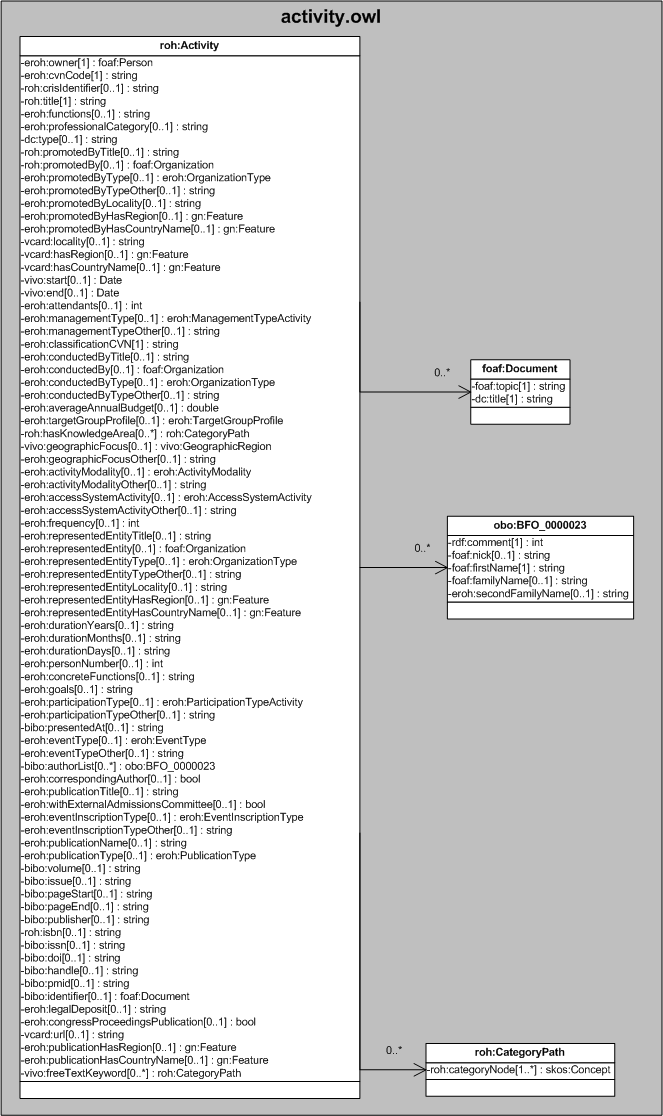 activity.owl
roh:Activity
-eroh:owner[1] : foaf:Person
-eroh:cvnCode[1] : string
-roh:crisIdentifier[0..1] : string
-roh:title[1] : string
-eroh:functions[0..1] : string
-eroh:professionalCategory[0..1] : string
-dc:type[0..1] : string
-roh:promotedByTitle[0..1] : string
-roh:promotedBy[0..1] : foaf:Organization
-eroh:promotedByType[0..1] : eroh:OrganizationType
-eroh:promotedByTypeOther[0..1] : string
-eroh:promotedByLocality[0..1] : string
-eroh:promotedByHasRegion[0..1] : gn:Feature
-eroh:promotedByHasCountryName[0..1] : gn:Feature
-vcard:locality[0..1] : string
-vcard:hasRegion[0..1] : gn:Feature
-vcard:hasCountryName[0..1] : gn:Feature
-vivo:start[0..1] : Date
-vivo:end[0..1] : Date
-eroh:attendants[0..1] : int
-eroh:managementType[0..1] : eroh:ManagementTypeActivity
-eroh:managementTypeOther[0..1] : string
-eroh:classificationCVN[1] : string
-eroh:conductedByTitle[0..1] : string
-eroh:conductedBy[0..1] : foaf:Organization
-eroh:conductedByType[0..1] : eroh:OrganizationType
-eroh:conductedByTypeOther[0..1] : string
-eroh:averageAnnualBudget[0..1] : double
-eroh:targetGroupProfile[0..1] : eroh:TargetGroupProfile
-roh:hasKnowledgeArea[0..*] : roh:CategoryPath
-vivo:geographicFocus[0..1] : vivo:GeographicRegion
-eroh:geographicFocusOther[0..1] : string
-eroh:activityModality[0..1] : eroh:ActivityModality
-eroh:activityModalityOther[0..1] : string
-eroh:accessSystemActivity[0..1] : eroh:AccessSystemActivity
-eroh:accessSystemActivityOther[0..1] : string
-eroh:frequency[0..1] : int
-eroh:representedEntityTitle[0..1] : string
-eroh:representedEntity[0..1] : foaf:Organization
-eroh:representedEntityType[0..1] : eroh:OrganizationType
-eroh:representedEntityTypeOther[0..1] : string
-eroh:representedEntityLocality[0..1] : string
-eroh:representedEntityHasRegion[0..1] : gn:Feature
-eroh:representedEntityHasCountryName[0..1] : gn:Feature
-eroh:durationYears[0..1] : string
-eroh:durationMonths[0..1] : string
-eroh:durationDays[0..1] : string
-eroh:personNumber[0..1] : int
-eroh:concreteFunctions[0..1] : string
-eroh:goals[0..1] : string
-eroh:participationType[0..1] : eroh:ParticipationTypeActivity
-eroh:participationTypeOther[0..1] : string
-bibo:presentedAt[0..1] : string
-eroh:eventType[0..1] : eroh:EventType
-eroh:eventTypeOther[0..1] : string
-bibo:authorList[0..*] : obo:BFO_0000023
-eroh:correspondingAuthor[0..1] : bool
-eroh:publicationTitle[0..1] : string
-eroh:withExternalAdmissionsCommittee[0..1] : bool
-eroh:eventInscriptionType[0..1] : eroh:EventInscriptionType
-eroh:eventInscriptionTypeOther[0..1] : string
-eroh:publicationName[0..1] : string
-eroh:publicationType[0..1] : eroh:PublicationType
-bibo:volume[0..1] : string
-bibo:issue[0..1] : string
-bibo:pageStart[0..1] : string
-bibo:pageEnd[0..1] : string
-bibo:publisher[0..1] : string
-roh:isbn[0..1] : string
-bibo:issn[0..1] : string
-bibo:doi[0..1] : string
-bibo:handle[0..1] : string
-bibo:pmid[0..1] : string
-bibo:identifier[0..1] : foaf:Document
-eroh:legalDeposit[0..1] : string
-eroh:congressProceedingsPublication[0..1] : bool
-vcard:url[0..1] : string
-eroh:publicationHasRegion[0..1] : gn:Feature
-eroh:publicationHasCountryName[0..1] : gn:Feature
-vivo:freeTextKeyword[0..*] : roh:CategoryPath
0..*
foaf:Document
-foaf:topic[1] : string
-dc:title[1] : string
0..*
obo:BFO_0000023
-rdf:comment[1] : int
-foaf:nick[0..1] : string
-foaf:firstName[1] : string
-foaf:familyName[0..1] : string
-eroh:secondFamilyName[0..1] : string
0..*
roh:CategoryPath
-roh:categoryNode[1..*] : skos:Concept